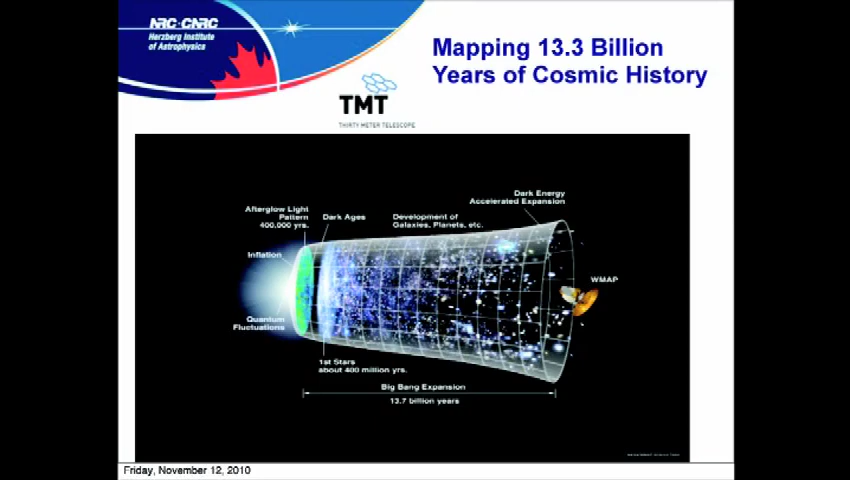 NRC·CNRC
Herzberg Institute
of Astrophysics
Mapping 13.3 Billion
Years of Cosmic History
TMT
THIRTY METER TELESCOPE
Dark Energy
Accelerated Expansion
Afterglow Light
Pattern
400,000 yrs.
Dark Ages
Development of
Galaxies, Planets, etc.
Inflation
WMAP
Quantum
Fluctuations
1st Stars
about 400 million yrs.
Big Bang Expansion
13.7 billion years
Friday, November 12, 2010